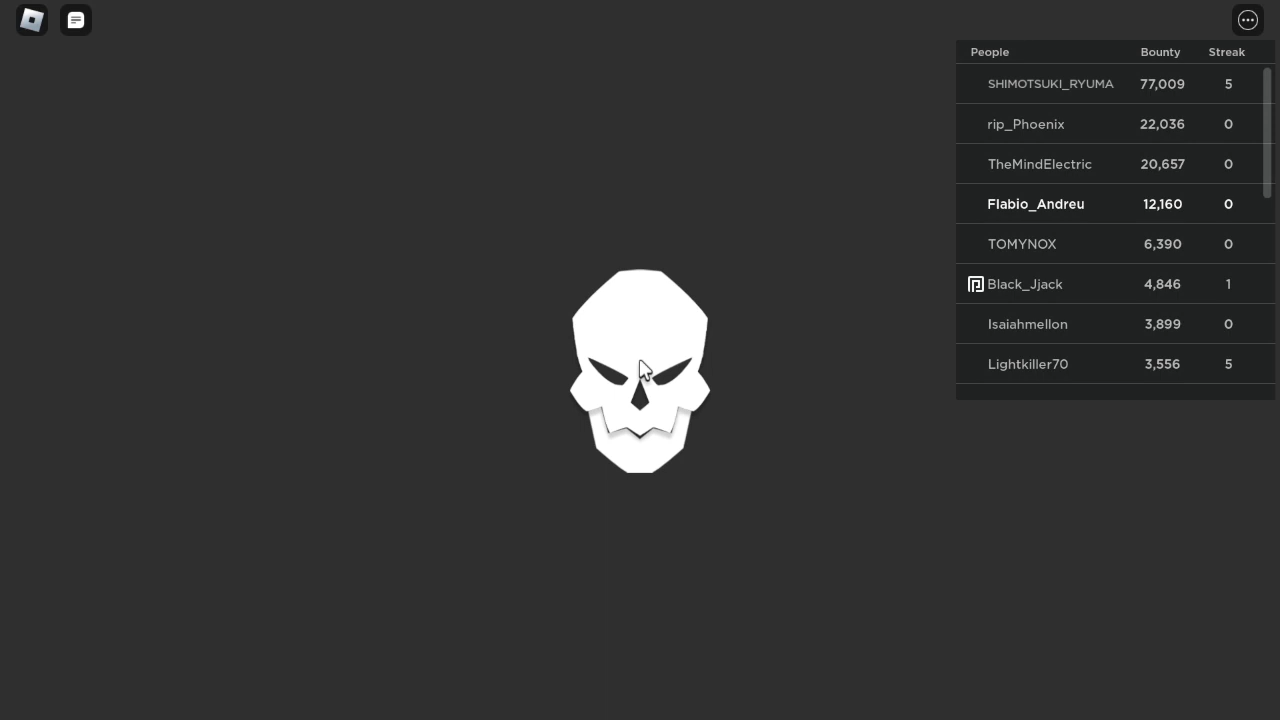 People Bounty Streak
SHIMOTSUKI_RYUMA 77,009 5
rip_Phoenix 22,036 0
TheMindElectric 20,657 0
Flabio_Andreu 12,160 0
TOMYNOX 6,390 0
Black_Jjack 4,846 1
Isaiahmellon 3,899 0
Lightkiller70 3,556 5